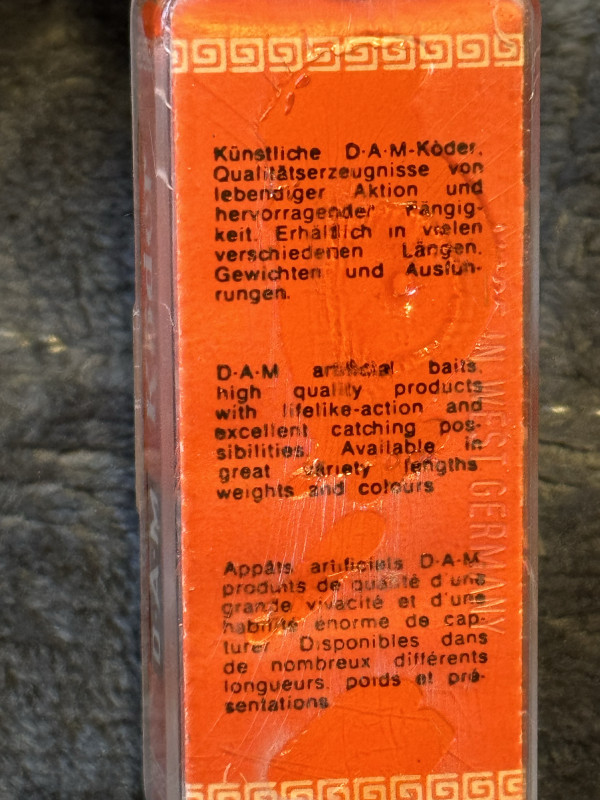 Künstliche D·A·M-Köder.
Qualitätserzeugnisse von
lebendiger Aktion und
hervorragender Fängig-
keit. Erhältlich in vielen
verschiedenen Längen.
Gewichten und Ausfüh-
rungen.
D·A·M artificial baits.
high quality products
with lifelike-action and
excellent catching pos-
sibilities. Available in
great variety lengths
weights and colours
Appâts artificiels D·A·M
produits de qualité d'une
grande vivacité et d'une
habilité énorme de cap-
turer Disponibles dans
de nombreux différents
longueurs. poids et pré-
sentations
IN WEST GERMANY
DAM